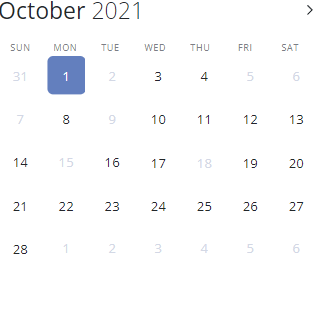 October 2021 >
SUN MON TUE WED THU FRI SAT
31 1 2 3 4 5 6
7 8 9 10 11 12 13
14 15 16 17 18 19 20
21 22 23 24 25 26 27
28 1 2 3 4 5 6